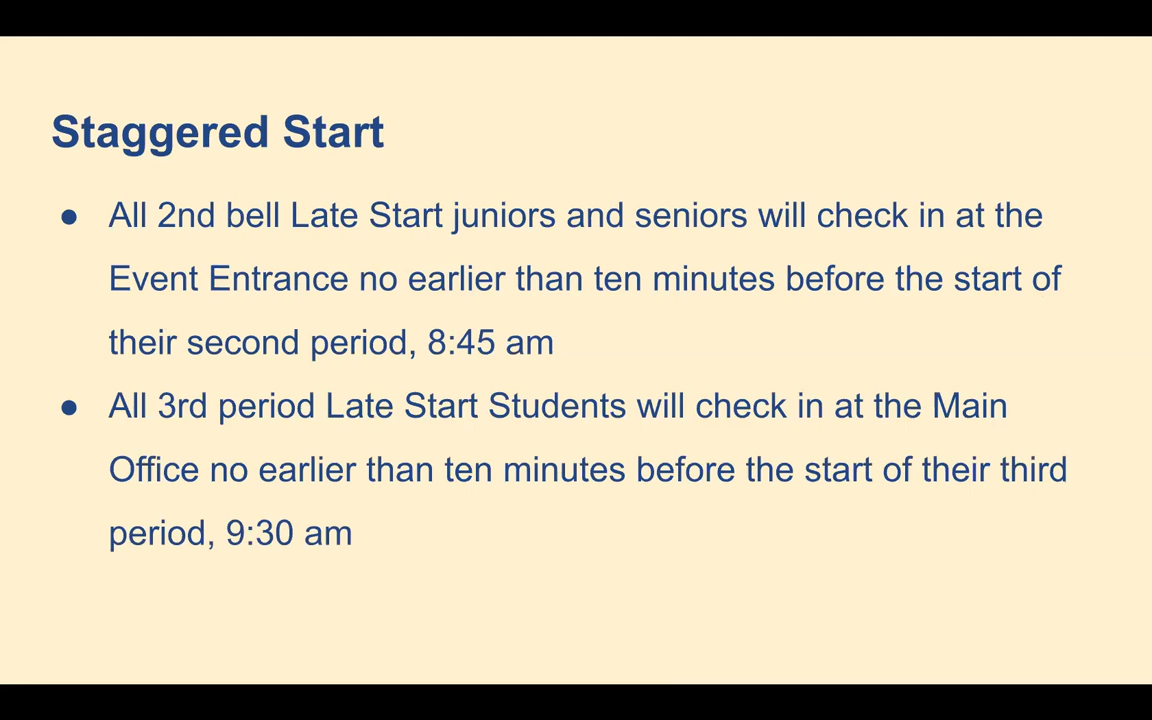 Staggered Start
● All 2nd bell Late Start juniors and seniors will check in at the
Event Entrance no earlier than ten minutes before the start of
their second period, 8:45 am
● All 3rd period Late Start Students will check in at the Main
Office no earlier than ten minutes before the start of their third
period, 9:30 am